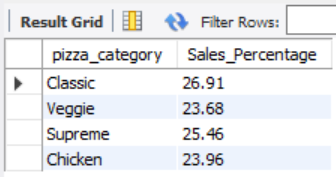 Result Grid Filter Rows:
pizza_category Sales_Percentage
Classic 26.91
Veggie 23.68
Supreme 25.46
Chicken 23.96